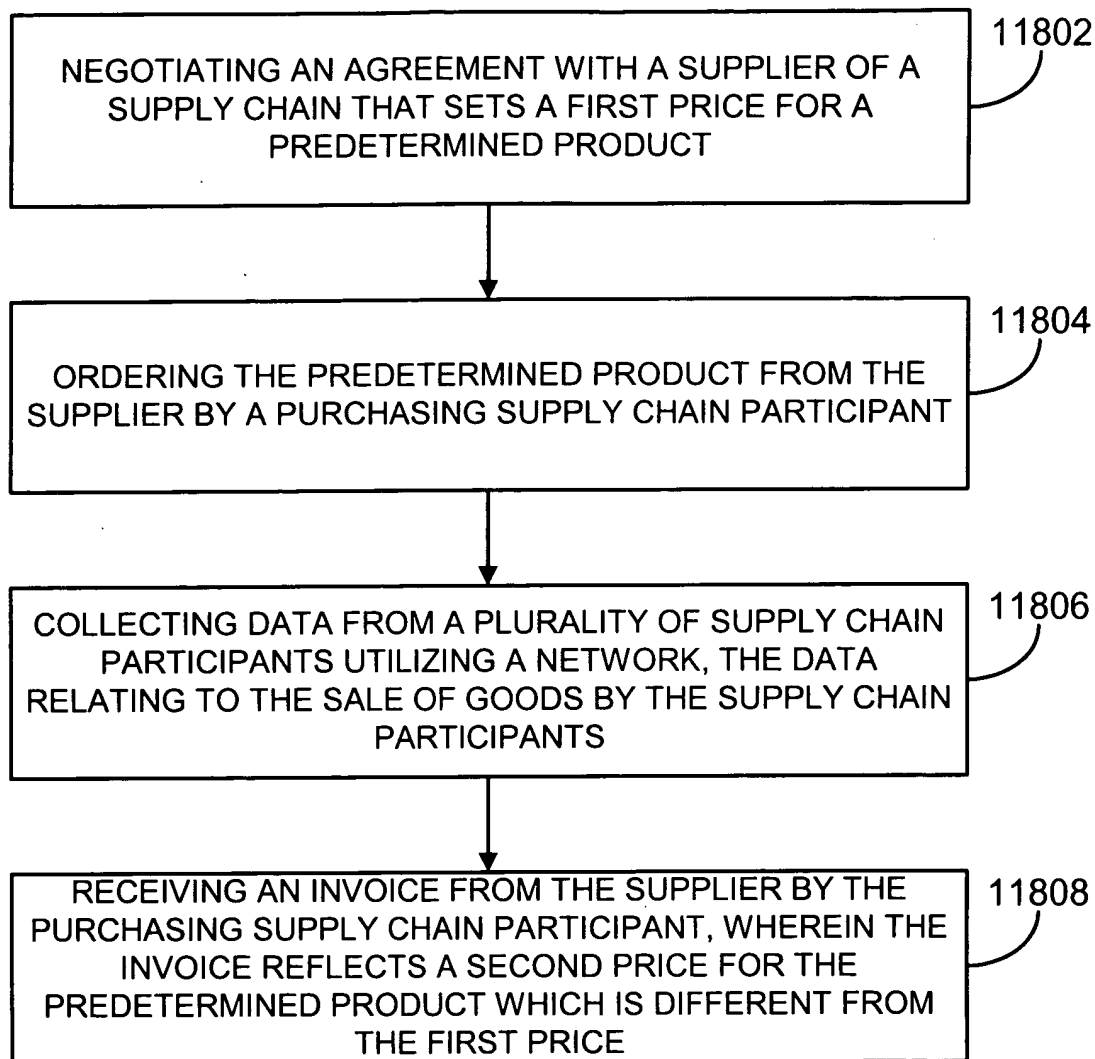 11802
NEGOTIATING AN AGREEMENT WITH A SUPPLIER OF A
SUPPLY CHAIN THAT SETS A FIRST PRICE FOR A
PREDETERMINED PRODUCT
11804
ORDERING THE PREDETERMINED PRODUCT FROM THE
SUPPLIER BY A PURCHASING SUPPLY CHAIN PARTICIPANT
11806
COLLECTING DATA FROM A PLURALITY OF SUPPLY CHAIN
PARTICIPANTS UTILIZING A NETWORK, THE DATA
RELATING TO THE SALE OF GOODS BY THE SUPPLY CHAIN
PARTICIPANTS
11808
RECEIVING AN INVOICE FROM THE SUPPLIER BY THE
PURCHASING SUPPLY CHAIN PARTICIPANT, WHEREIN THE
INVOICE REFLECTS A SECOND PRICE FOR THE
PREDETERMINED PRODUCT WHICH IS DIFFERENT FROM
THE FIRST PRICE